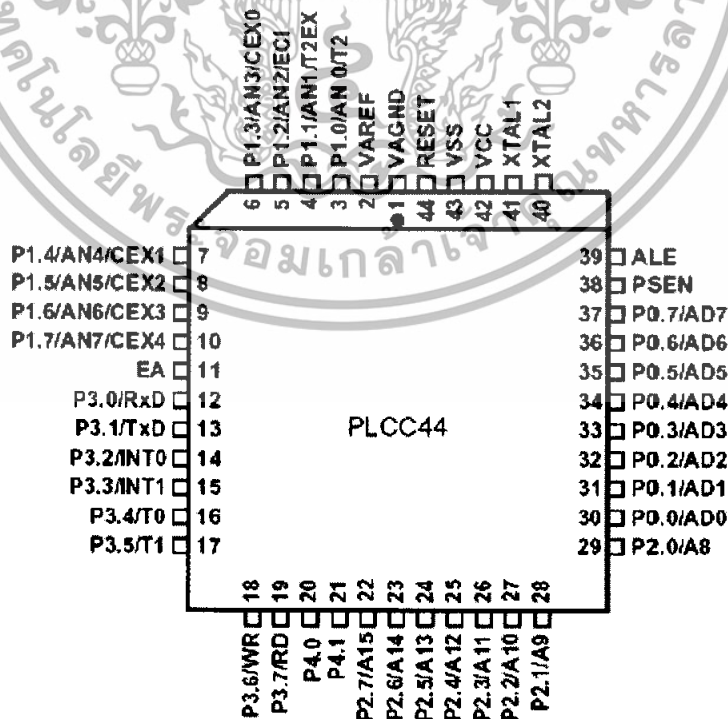 P1.3/AN3/CEX0
P1.2/AN2/ECI
P1.1/AN1/T2EX
P1.0/AN0/T2
VAREF
VAGND
RESET
VSS
VCC
XTAL1
XTAL2
6 5 4 3 2 1 44 43 42 41 40
P1.4/AN4/CEX1 7
P1.5/AN5/CEX2 8
P1.6/AN6/CEX3 9
P1.7/AN7/CEX4 10
EA 11
P3.0/RxD 12
P3.1/TxD 13
P3.2/INT0 14
P3.3/INT1 15
P3.4/T0 16
P3.5/T1 17
PLCC44
39 ALE
38 PSEN
37 P0.7/AD7
36 P0.6/AD6
35 P0.5/AD5
34 P0.4/AD4
33 P0.3/AD3
32 P0.2/AD2
31 P0.1/AD1
30 P0.0/AD0
29 P2.0/A8
18 19 20 21 22 23 24 25 26 27 28
P3.6/WR
P3.7/RD
P4.0
P4.1
P2.7/A15
P2.6/A14
P2.5/A13
P2.4/A12
P2.3/A11
P2.2/A10
P2.1/A9